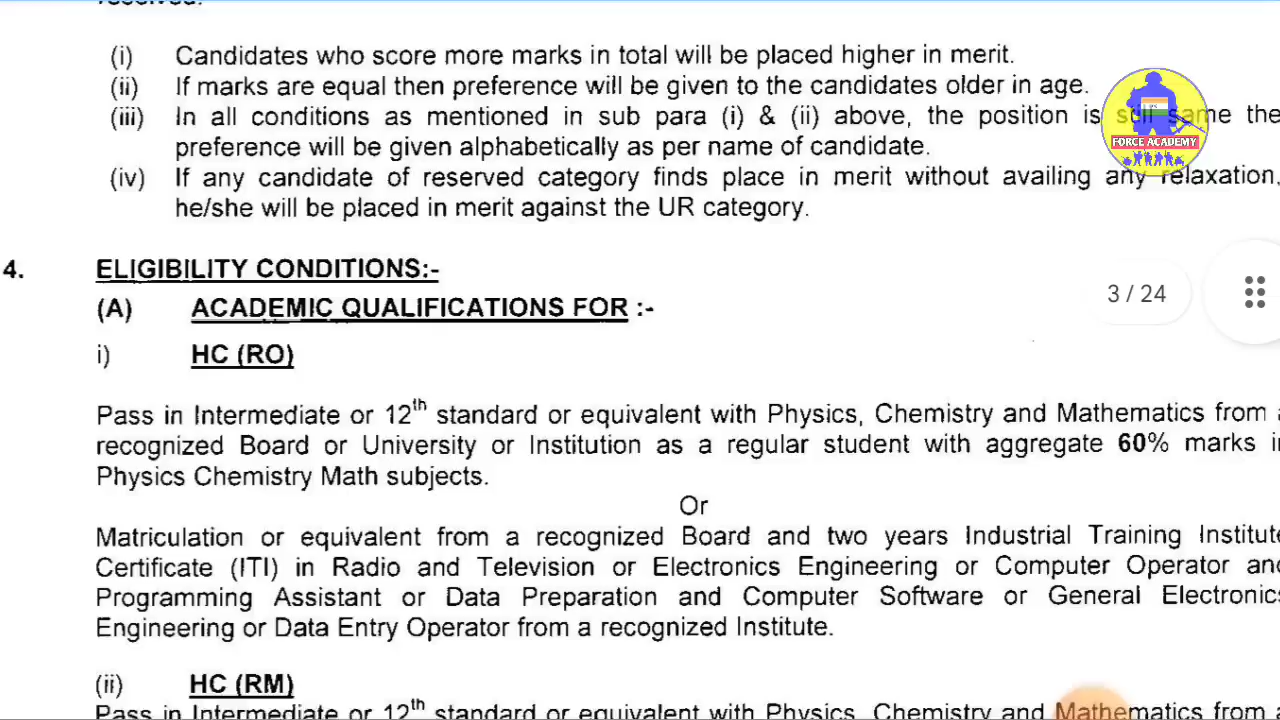 (i) Candidates who score more marks in total will be placed higher in merit.
(ii) If marks are equal then preference will be given to the candidates older in age.
(iii) In all conditions as mentioned in sub para (i) & (ii) above, the position is still same the
preference will be given alphabetically as per name of candidate.
(iv) If any candidate of reserved category finds place in merit without availing any relaxation,
he/she will be placed in merit against the UR category.
FORCE ACADEMY
4. ELIGIBILITY CONDITIONS:-
(A) ACADEMIC QUALIFICATIONS FOR :-
3 / 24
i) HC (RO)
Pass in Intermediate or 12th standard or equivalent with Physics, Chemistry and Mathematics from
recognized Board or University or Institution as a regular student with aggregate 60% marks
Physics Chemistry Math subjects.
Or
Matriculation or equivalent from a recognized Board and two years Industrial Training Institute
Certificate (ITI) in Radio and Television or Electronics Engineering or Computer Operator and
Programming Assistant or Data Preparation and Computer Software or General Electronics
Engineering or Data Entry Operator from a recognized Institute.
(ii) HC (RM)
Pass in Intermediate or 12th standard or equivalent with Physics, Chemistry and Mathematics from